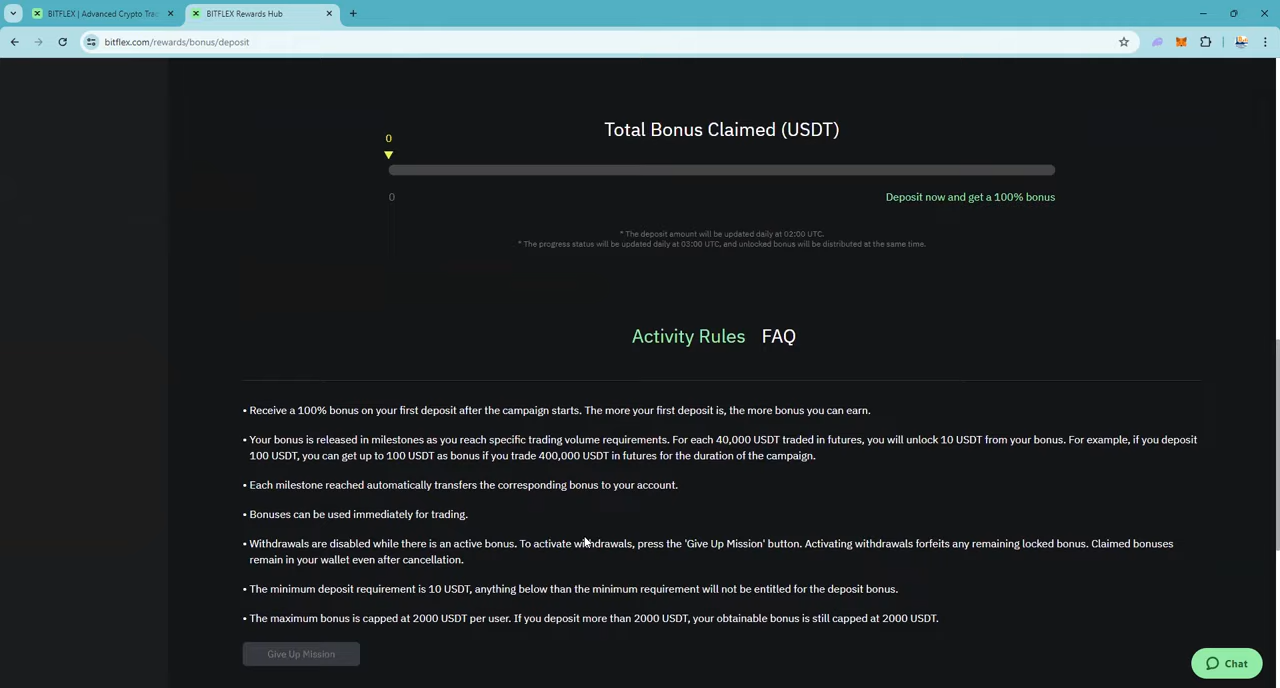 BITFLEX | Advanced Crypto Tra
BITFLEX Rewards Hub
bitflex.com/rewards/bonus/deposit
Total Bonus Claimed (USDT)
0
0
Deposit now and get a 100% bonus
* The deposit amount will be updated daily at 02:00 UTC.
* The progress status will be updated daily at 03:00 UTC, and unlocked bonus will be distributed at the same time.
Activity Rules FAQ
• Receive a 100% bonus on your first deposit after the campaign starts. The more your first deposit is, the more bonus you can earn.
• Your bonus is released in milestones as you reach specific trading volume requirements. For each 40,000 USDT traded in futures, you will unlock 10 USDT from your bonus. For example, if you deposit
100 USDT, you can get up to 100 USDT as bonus if you trade 400,000 USDT in futures for the duration of the campaign.
• Each milestone reached automatically transfers the corresponding bonus to your account.
• Bonuses can be used immediately for trading.
• Withdrawals are disabled while there is an active bonus. To activate withdrawals, press the 'Give Up Mission' button. Activating withdrawals forfeits any remaining locked bonus. Claimed bonuses
remain in your wallet even after cancellation.
• The minimum deposit requirement is 10 USDT, anything below than the minimum requirement will not be entitled for the deposit bonus.
• The maximum bonus is capped at 2000 USDT per user. If you deposit more than 2000 USDT, your obtainable bonus is still capped at 2000 USDT.
Give Up Mission
Chat